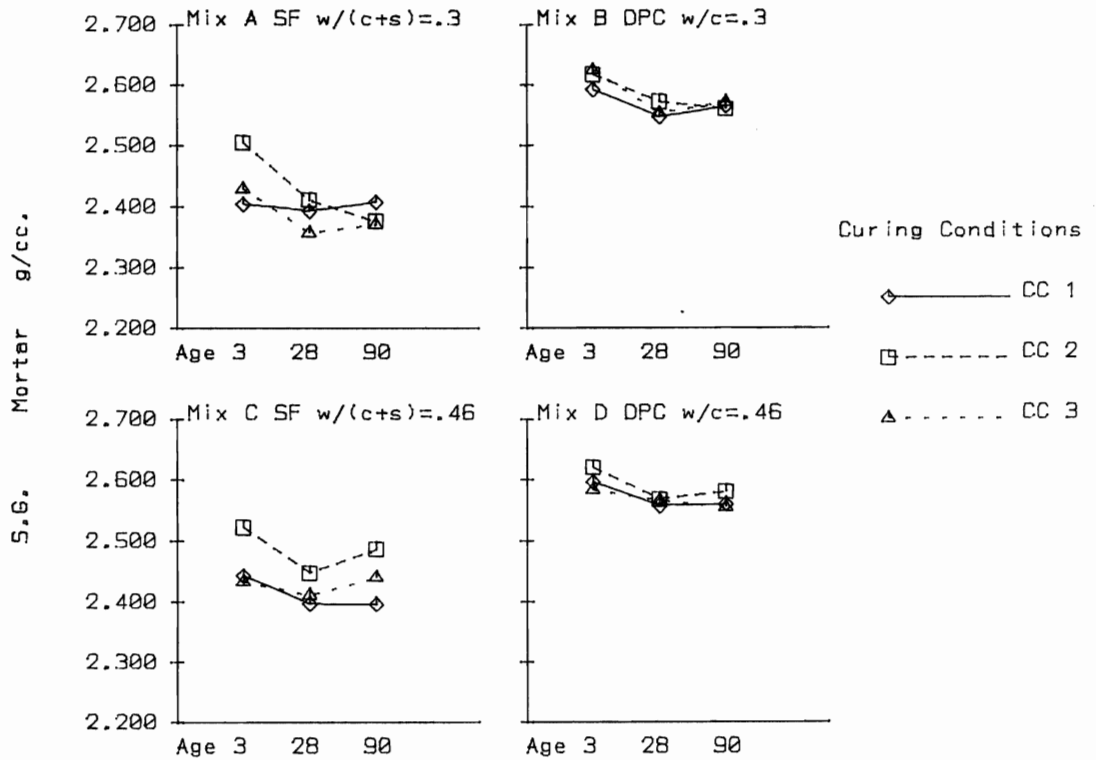 Mix A SF w/(c+s)=.3
2.700
2.600
2.500
2.400
2.300
2.200
Age 3 28 90
Mix B OPC w/c=.3
Age 3 28 90
Mix C SF w/(c+s)=.46
2.700
2.600
2.500
2.400
2.300
2.200
Age 3 28 90
Mix D OPC w/c=.46
Age 3 28 90
S.G. Mortar g/cc.
Curing Conditions
CC 1
CC 2
CC 3